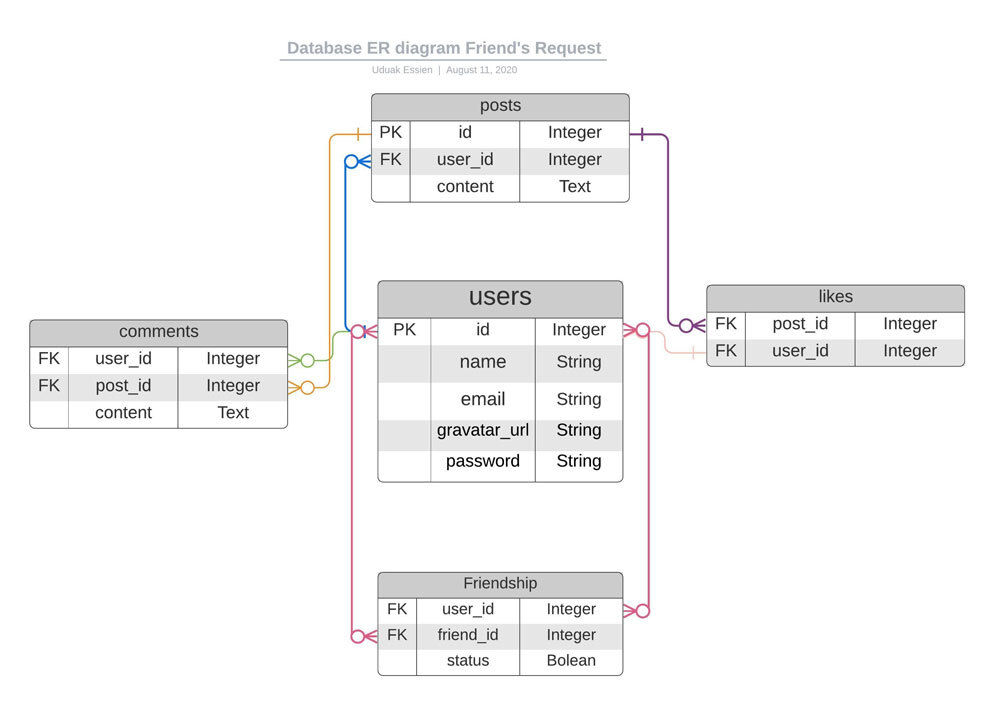 Database ER diagram Friend's Request
Uduak Essien | August 11, 2020
posts
PK id Integer
FK user_id Integer
content Text
users
PK id Integer
name String
email String
gravatar_url String
password String
likes
FK post_id Integer
FK user_id Integer
comments
FK user_id Integer
FK post_id Integer
content Text
Friendship
FK user_id Integer
FK friend_id Integer
status Bolean